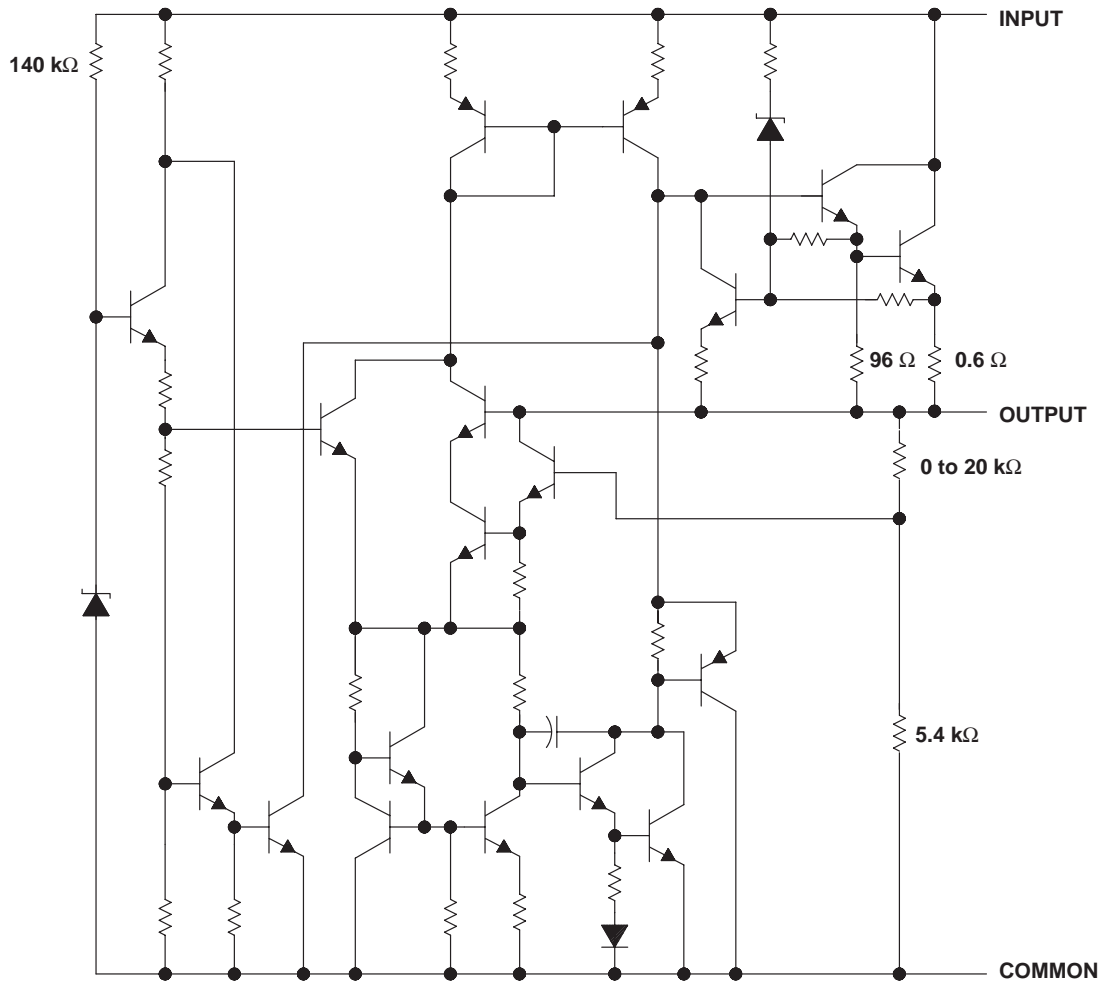 INPUT
140 kΩ
96 Ω
0.6 Ω
OUTPUT
0 to 20 kΩ
5.4 kΩ
COMMON